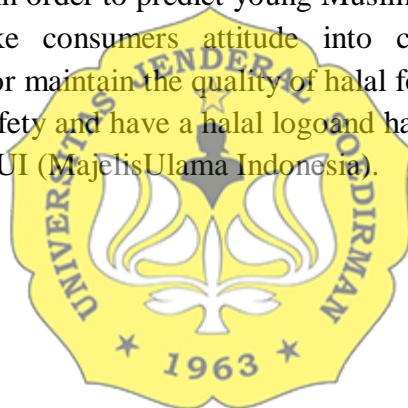 in order to predict young Muslim
ke consumers attitude into c
or maintain the quality of halal fo
fety and have a halal logoand ha
UI (MajelisUlama Indonesia).
UNIVERSITAS JENDERAL SOEDIRMAN
1963